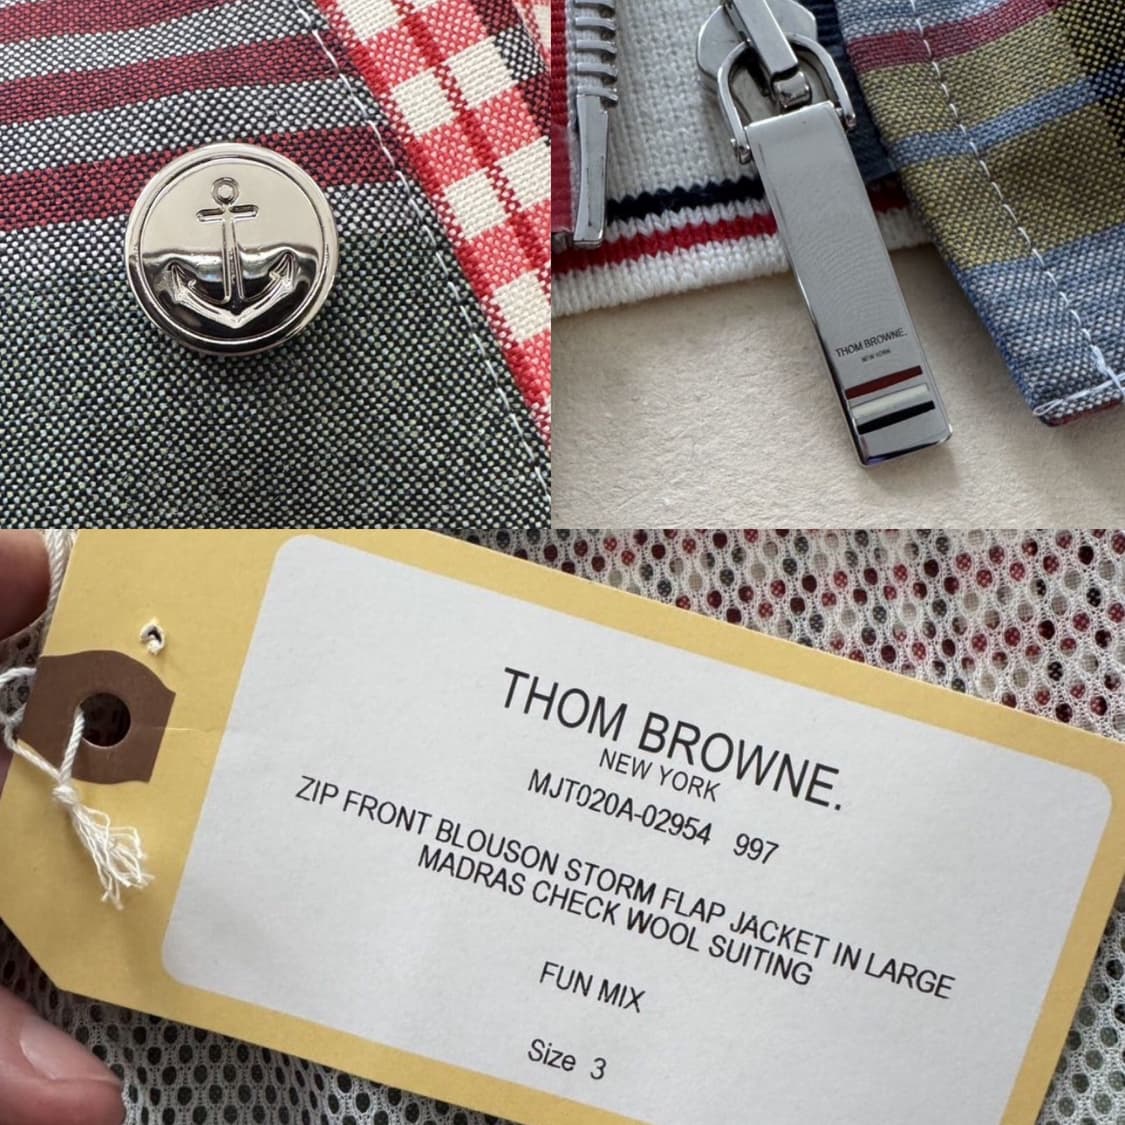 THOM BROWNE.
NEW YORK
THOM BROWNE.
NEW YORK
MJT020A-02954 997
ZIP FRONT BLOUSON STORM FLAP JACKET IN LARGE
MADRAS CHECK WOOL SUITING
FUN MIX
Size 3